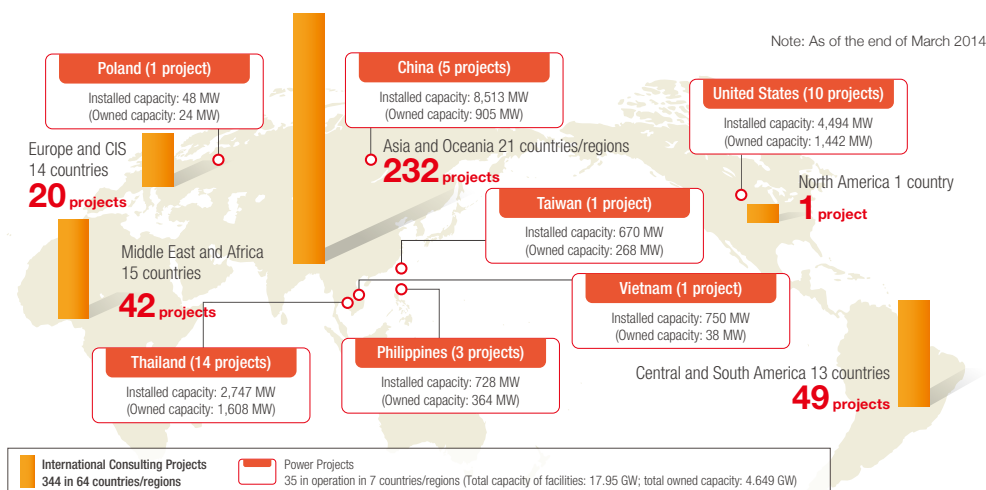 Note: As of the end of March 2014
Poland (1 project)
Installed capacity: 48 MW
(Owned capacity: 24 MW)
China (5 projects)
Installed capacity: 8,513 MW
(Owned capacity: 905 MW)
United States (10 projects)
Installed capacity: 4,494 MW
(Owned capacity: 1,442 MW)
Europe and CIS
14 countries
20 projects
Asia and Oceania 21 countries/regions
232 projects
North America 1 country
1 project
Taiwan (1 project)
Installed capacity: 670 MW
(Owned capacity: 268 MW)
Middle East and Africa
15 countries
42 projects
Vietnam (1 project)
Installed capacity: 750 MW
(Owned capacity: 38 MW)
Thailand (14 projects)
Installed capacity: 2,747 MW
(Owned capacity: 1,608 MW)
Philippines (3 projects)
Installed capacity: 728 MW
(Owned capacity: 364 MW)
Central and South America 13 countries
49 projects
International Consulting Projects
344 in 64 countries/regions
Power Projects
35 in operation in 7 countries/regions (Total capacity of facilities: 17.95 GW; total owned capacity: 4.649 GW)